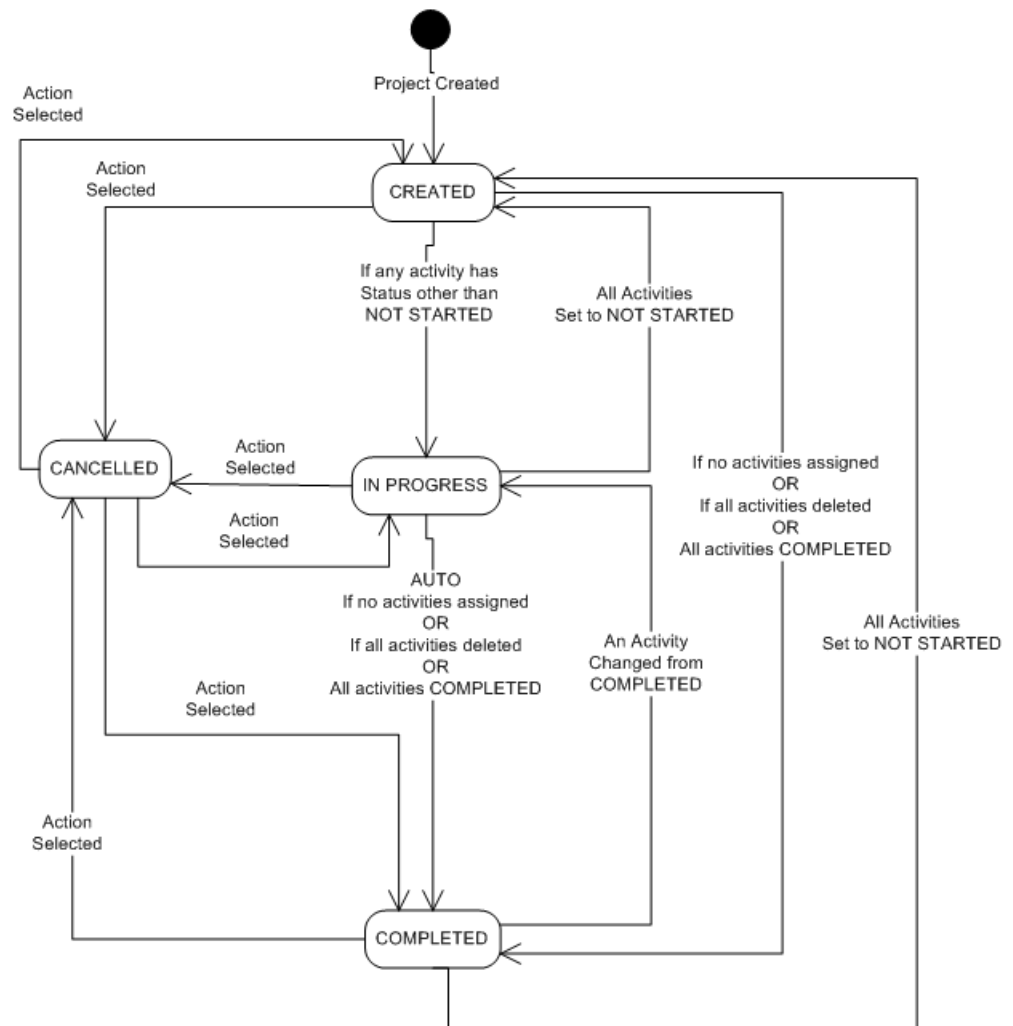 Project Created
Action
Selected
Action
Selected
CREATED
If any activity has
Status other than
NOT STARTED
All Activities
Set to NOT STARTED
CANCELLED
Action
Selected
IN PROGRESS
If no activities assigned
OR
If all activities deleted
OR
All activities COMPLETED
Action
Selected
AUTO
If no activities assigned
OR
If all activities deleted
OR
All activities COMPLETED
An Activity
Changed from
COMPLETED
All Activities
Set to NOT STARTED
Action
Selected
Action
Selected
COMPLETED